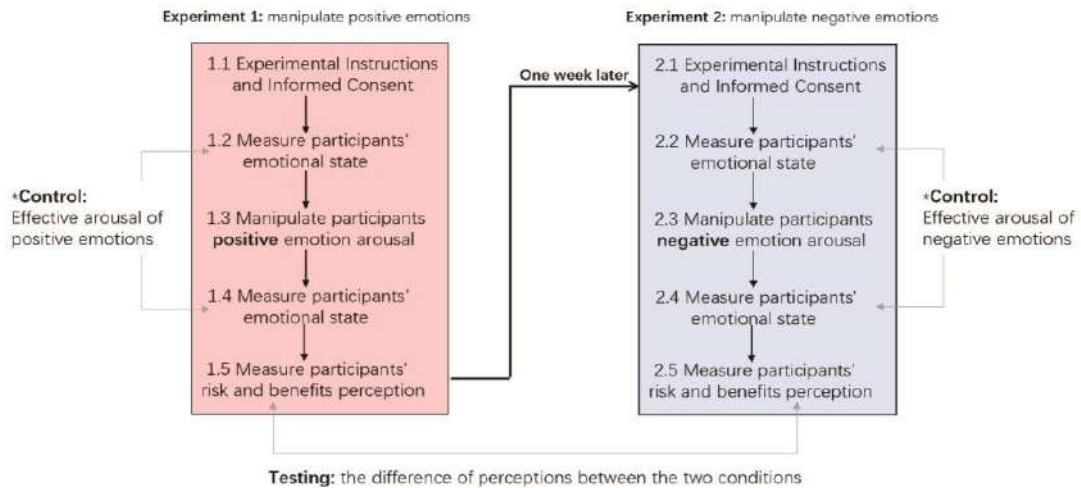 Experiment 1: manipulate positive emotions
1.1 Experimental Instructions
and Informed Consent
1.2 Measure participants'
emotional state
1.3 Manipulate participants
positive emotion arousal
1.4 Measure participants'
emotional state
1.5 Measure participants'
risk and benefits perception
*Control:
Effective arousal of
positive emotions
One week later
Experiment 2: manipulate negative emotions
2.1 Experimental Instructions
and Informed Consent
2.2 Measure participants'
emotional state
2.3 Manipulate participants
negative emotion arousal
2.4 Measure participants'
emotional state
2.5 Measure participants'
risk and benefits perception
*Control:
Effective arousal of
negative emotions
Testing: the difference of perceptions between the two conditions